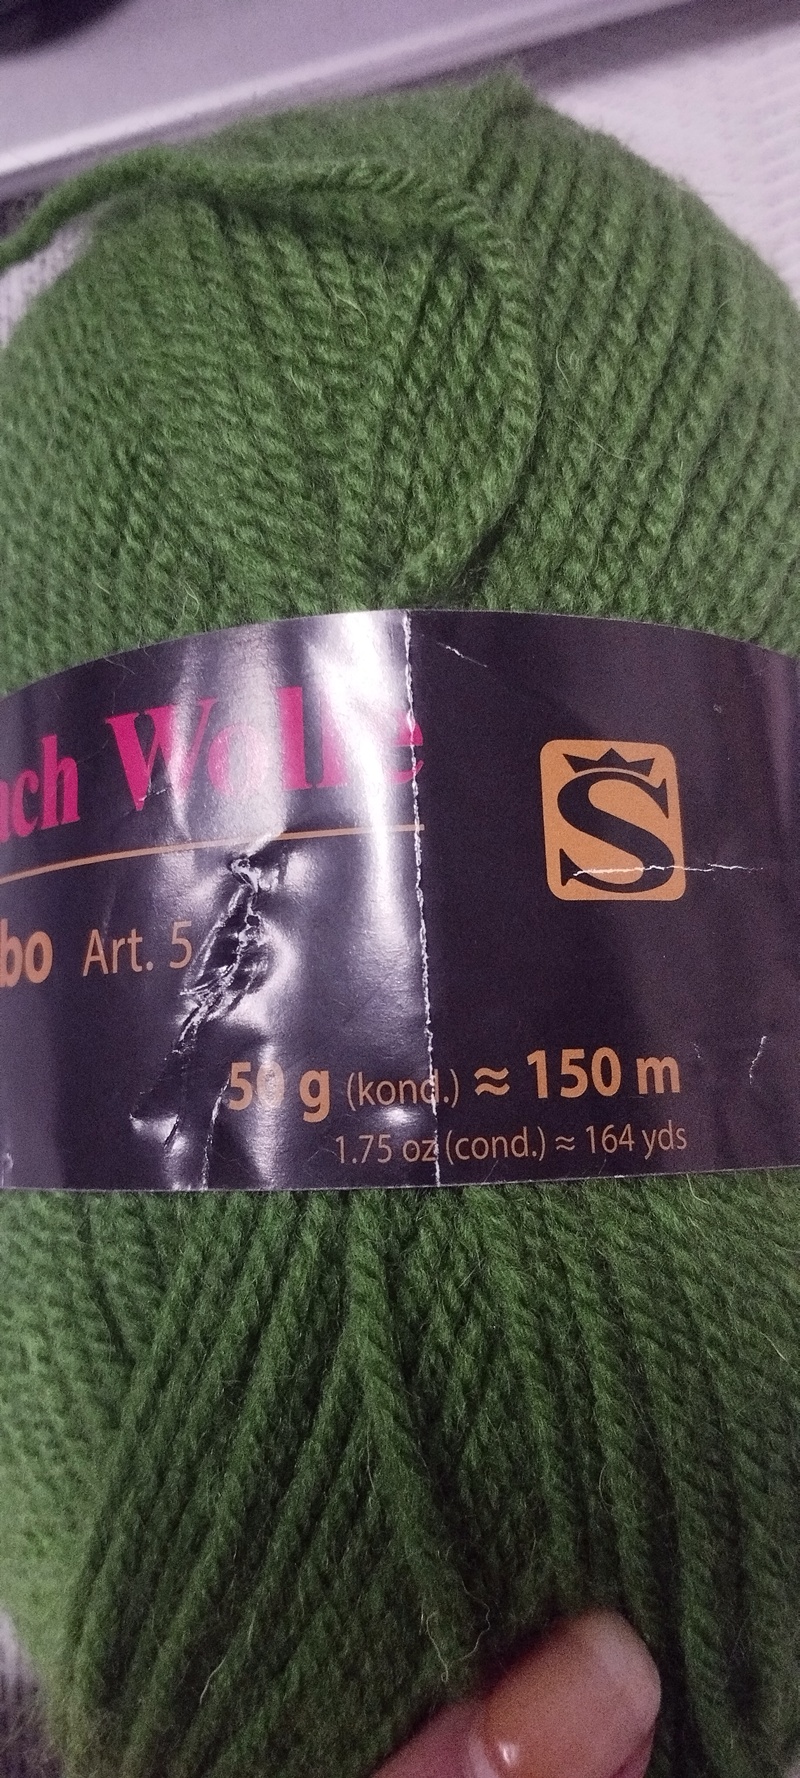 ach Wolle
bo Art. 5
S
50 g (kond.) ≈ 150 m
1.75 oz (cond.) ≈ 164 yds